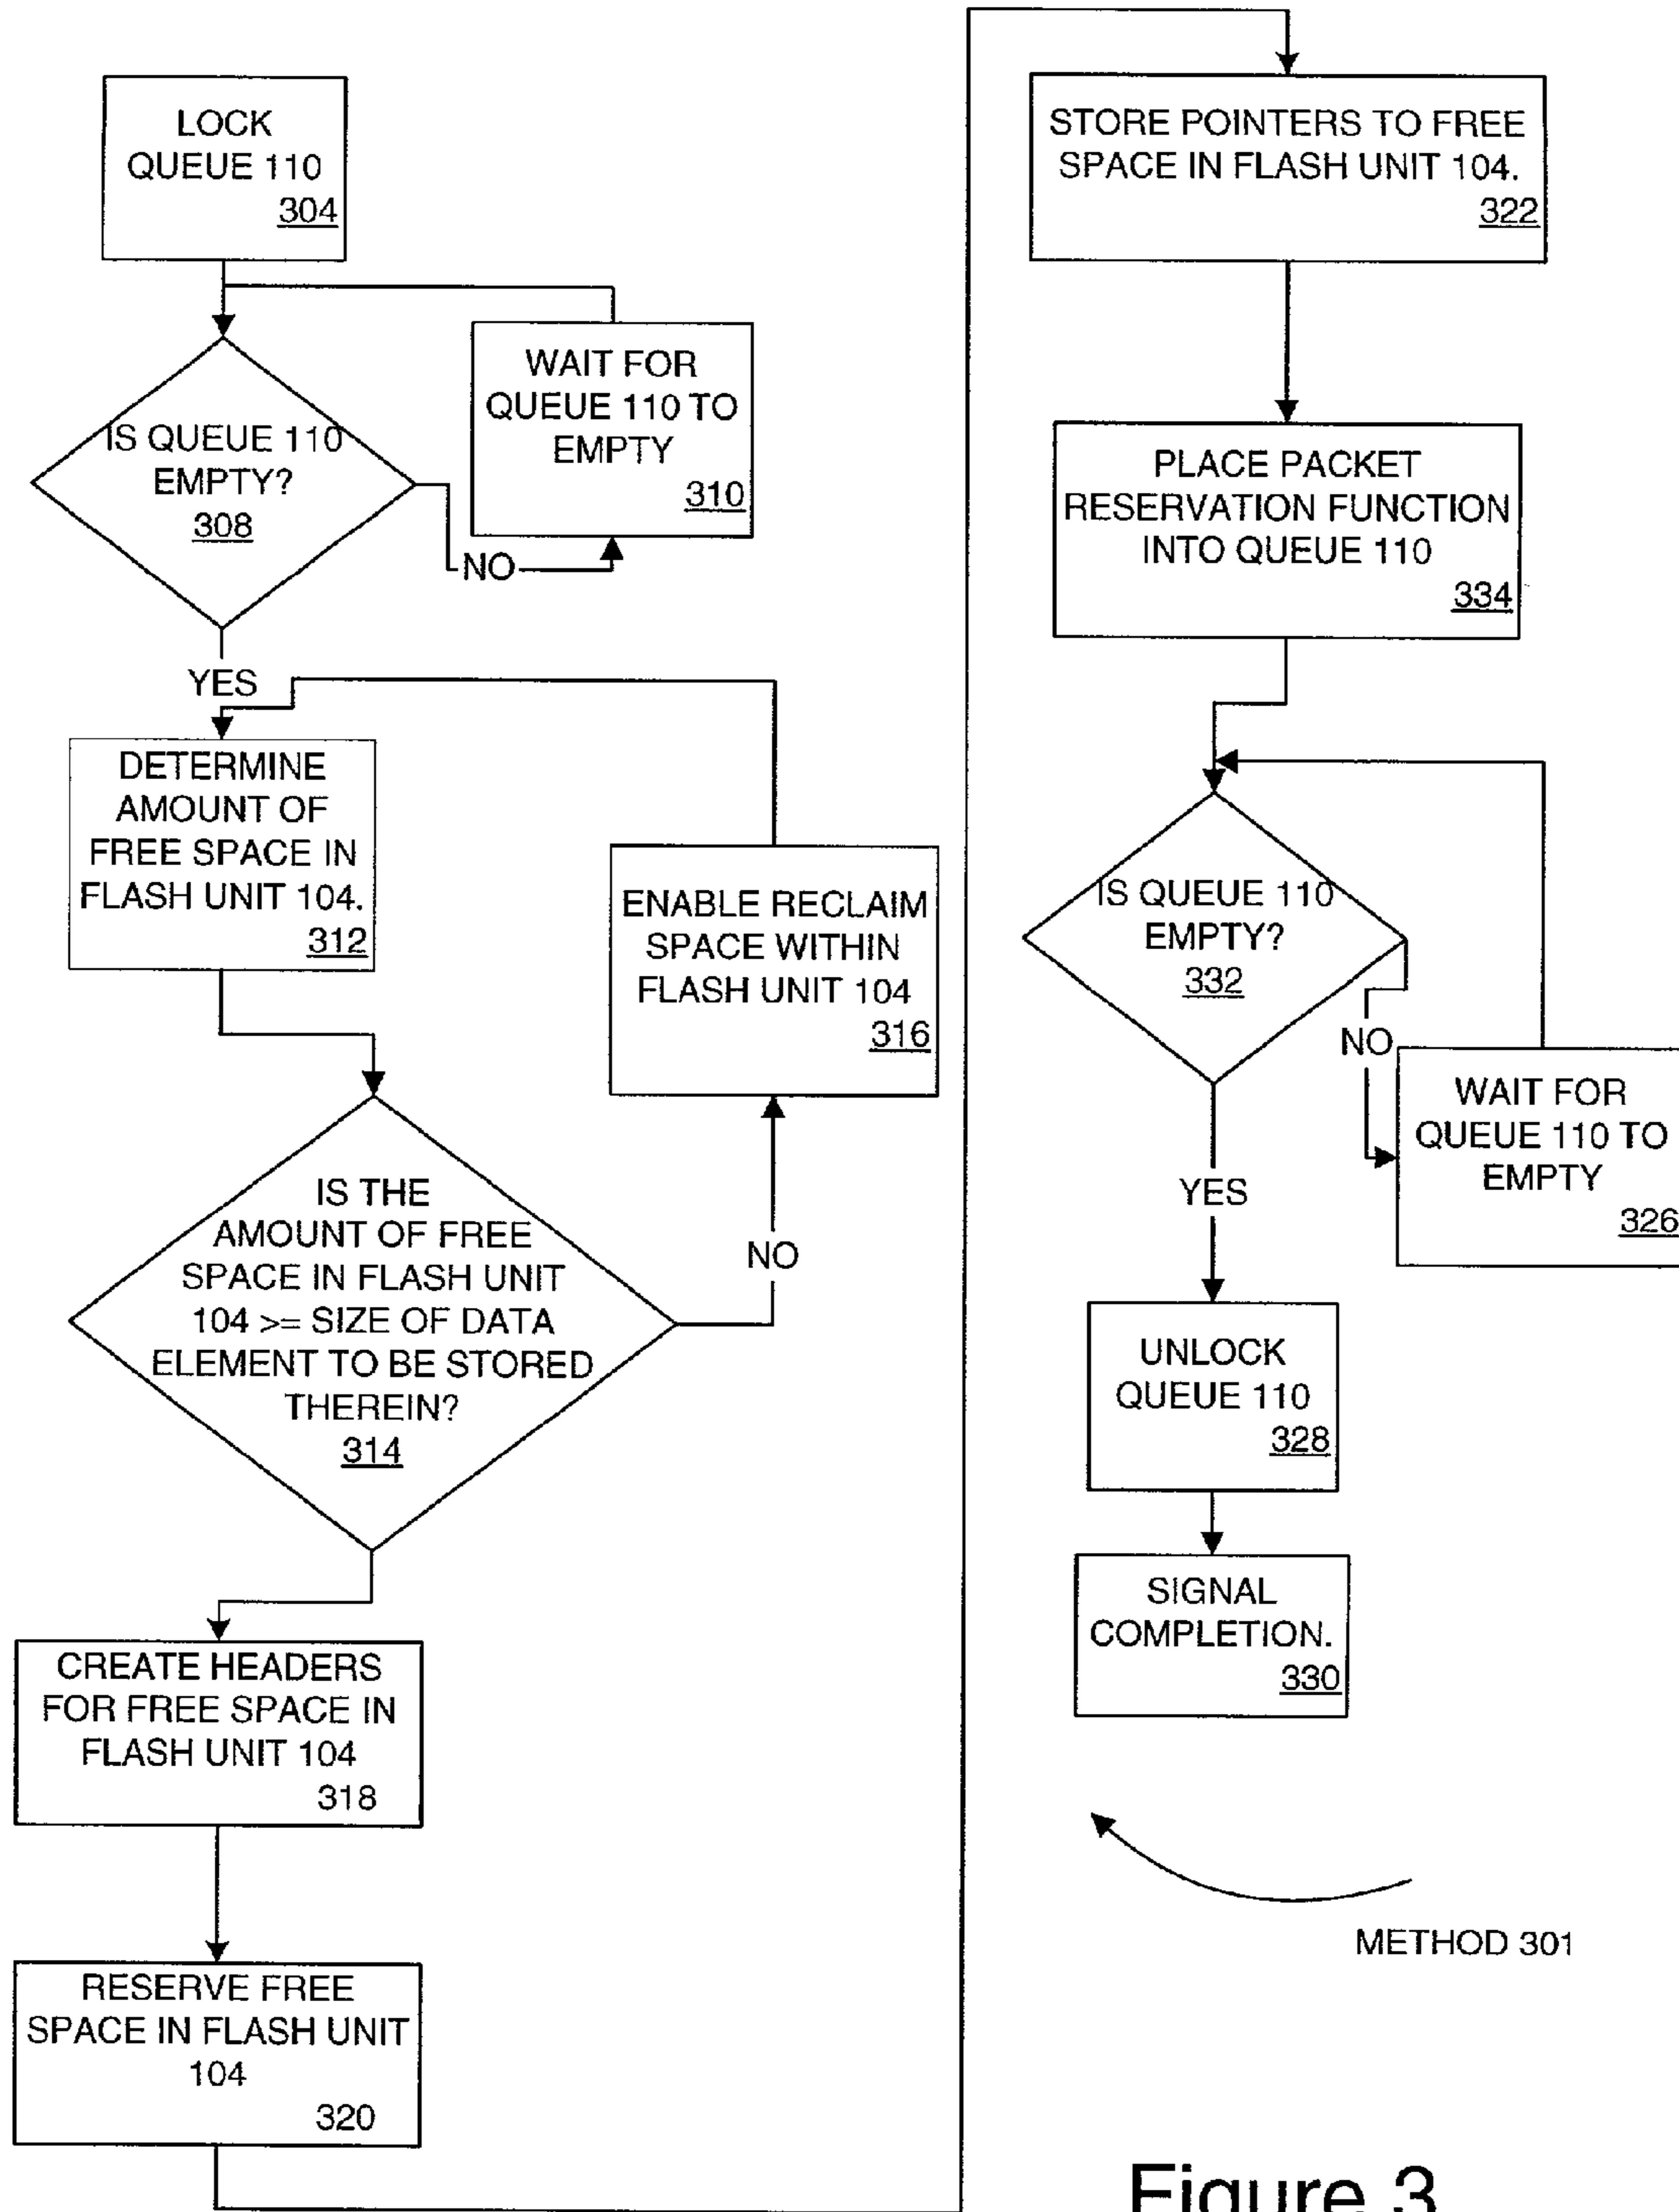 LOCK
QUEUE 110
304
IS QUEUE 110
EMPTY?
308
WAIT FOR
QUEUE 110 TO
EMPTY
310
NO
YES
DETERMINE
AMOUNT OF
FREE SPACE IN
FLASH UNIT 104.
312
ENABLE RECLAIM
SPACE WITHIN
FLASH UNIT 104
316
IS THE
AMOUNT OF FREE
SPACE IN FLASH UNIT
104 >= SIZE OF DATA
ELEMENT TO BE STORED
THEREIN?
314
NO
CREATE HEADERS
FOR FREE SPACE IN
FLASH UNIT 104
318
RESERVE FREE
SPACE IN FLASH UNIT
104
320
STORE POINTERS TO FREE
SPACE IN FLASH UNIT 104.
322
PLACE PACKET
RESERVATION FUNCTION
INTO QUEUE 110
334
IS QUEUE 110
EMPTY?
332
NO
WAIT FOR
QUEUE 110 TO
EMPTY
326
YES
UNLOCK
QUEUE 110
328
SIGNAL
COMPLETION.
330
METHOD 301
Figure 3